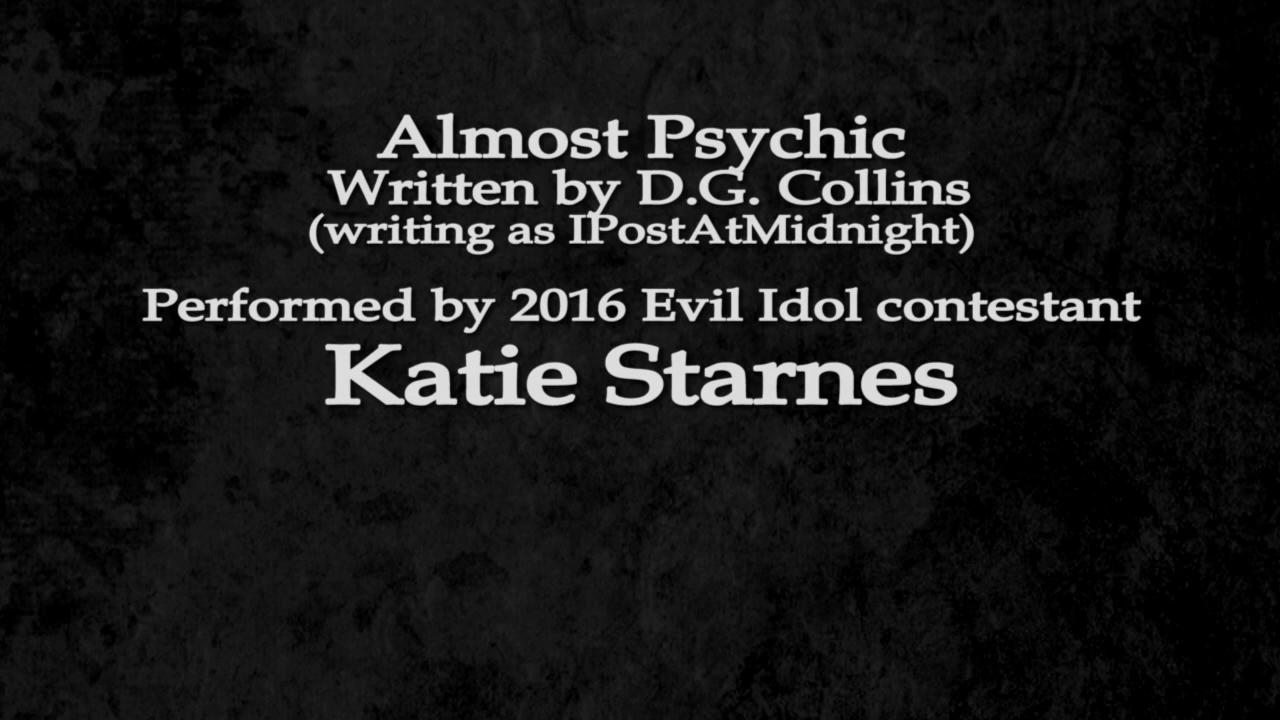 Almost Psychic
Written by D.G. Collins
(writing as IPostAtMidnight)
Performed by 2016 Evil Idol contestant
Katie Starnes